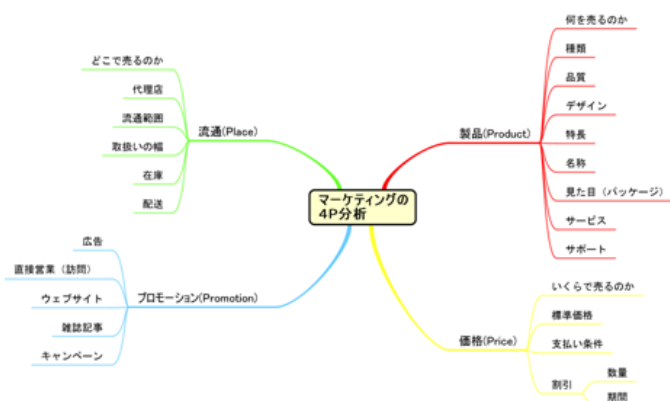 マーケティングの
4P分析
製品(Product)
何を売るのか
種類
品質
デザイン
特長
名称
見た目（パッケージ）
サービス
サポート
価格(Price)
いくらで売るのか
標準価格
支払い条件
割引
数量
期間
流通(Place)
どこで売るのか
代理店
流通範囲
取扱いの幅
在庫
配送
プロモーション(Promotion)
広告
直接営業（訪問）
ウェブサイト
雑誌記事
キャンペーン